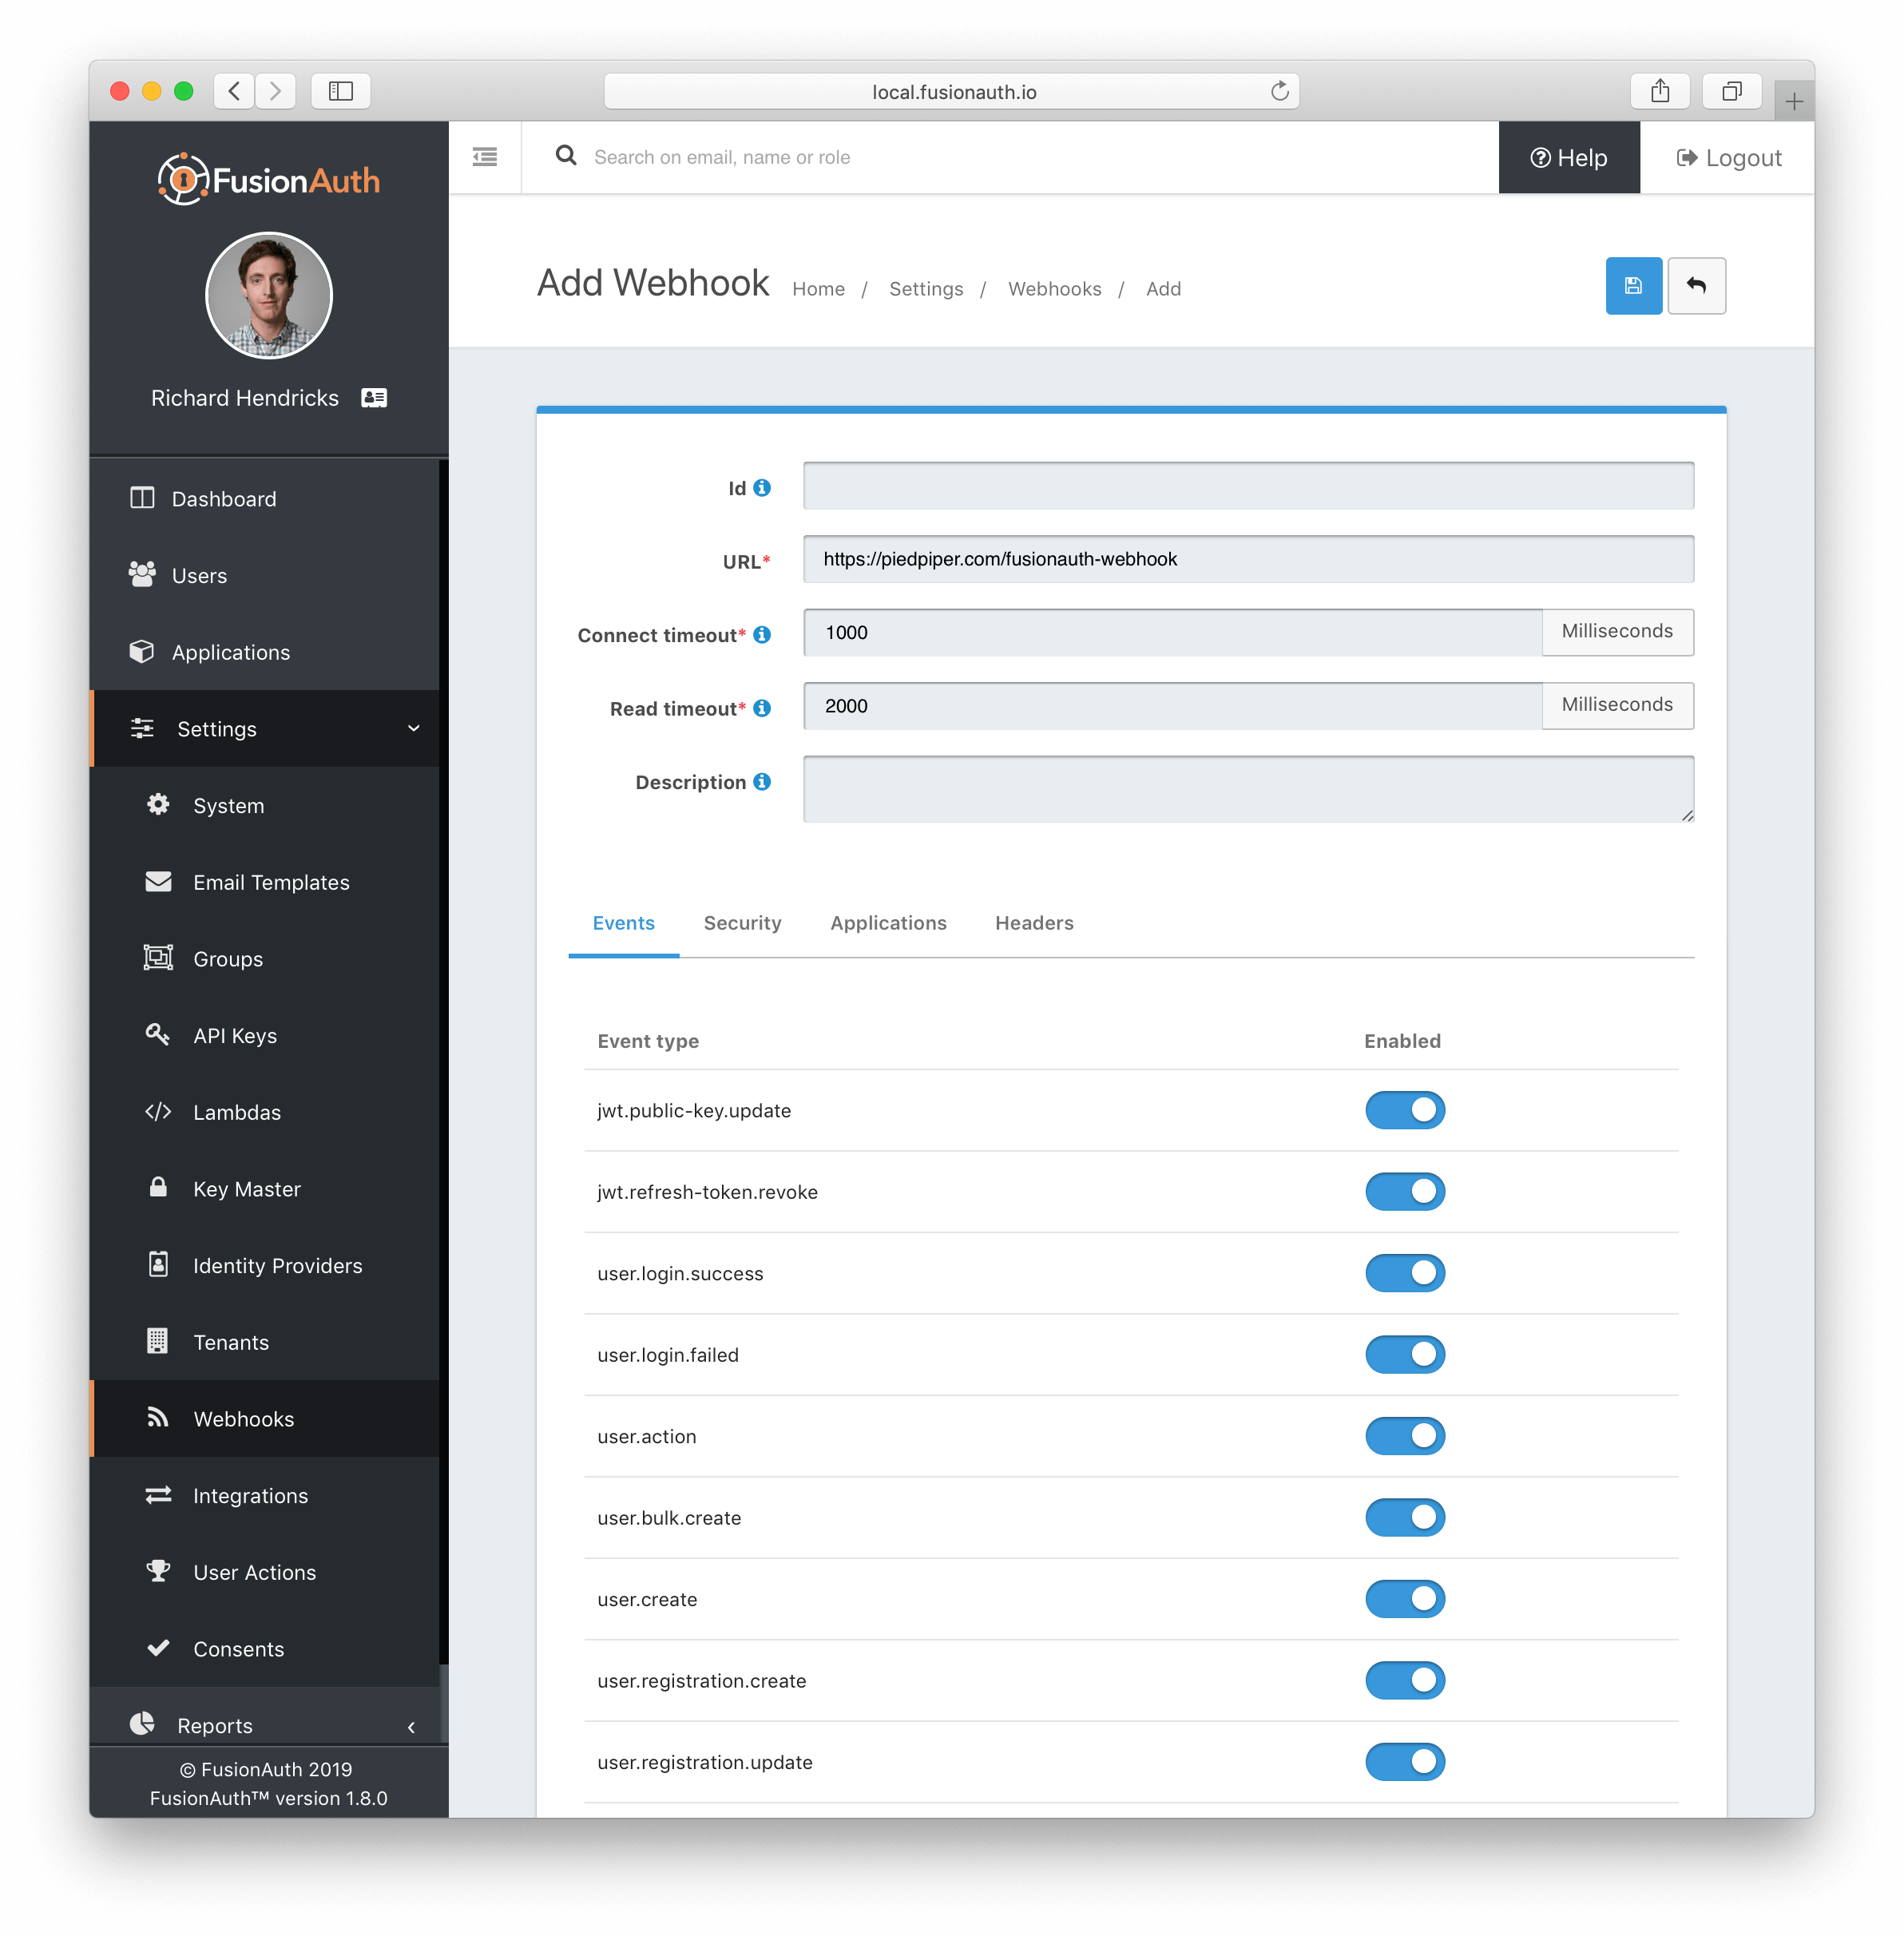 local.fusionauth.io
FusionAuth
Richard Hendricks
Dashboard
Users
Applications
Settings
System
Email Templates
Groups
API Keys
Lambdas
Key Master
Identity Providers
Tenants
Webhooks
Integrations
User Actions
Consents
Reports
© FusionAuth 2019
FusionAuth™ version 1.8.0
Search on email, name or role
Help
Logout
Add Webhook
Home / Settings / Webhooks / Add
Id
URL*
https://piedpiper.com/fusionauth-webhook
Connect timeout*
1000
Milliseconds
Read timeout*
2000
Milliseconds
Description
Events
Security
Applications
Headers
Event type
Enabled
jwt.public-key.update
jwt.refresh-token.revoke
user.login.success
user.login.failed
user.action
user.bulk.create
user.create
user.registration.create
user.registration.update